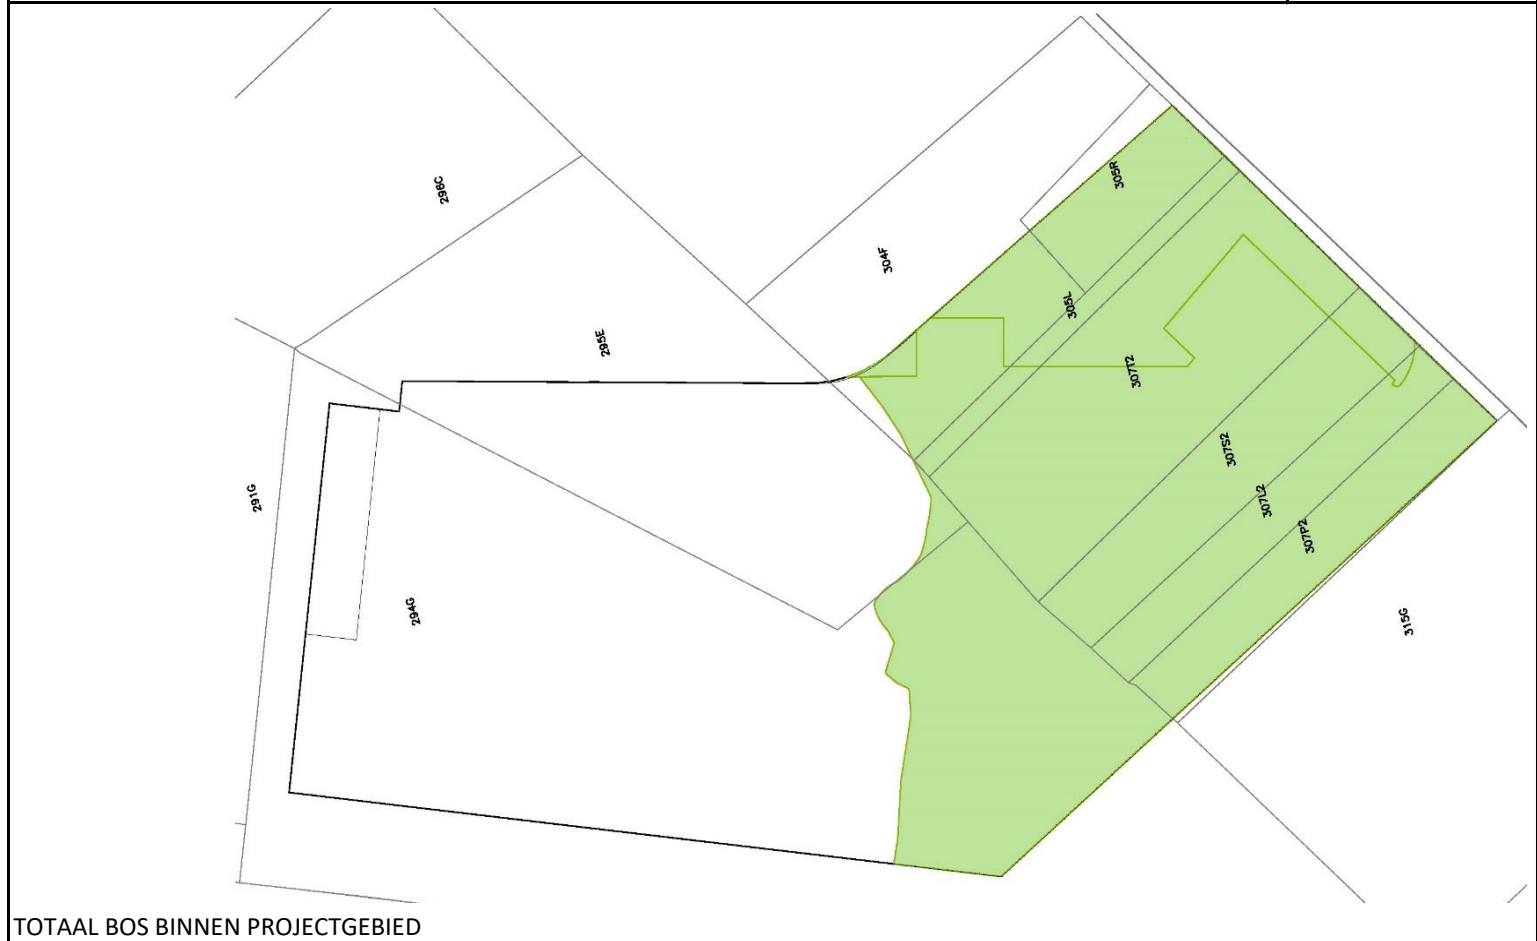 305R
296C
304F
305L
295E
307T2
307S2
291G
307L2
307P2
294G
315G
TOTAAL BOS BINNEN PROJECTGEBIED